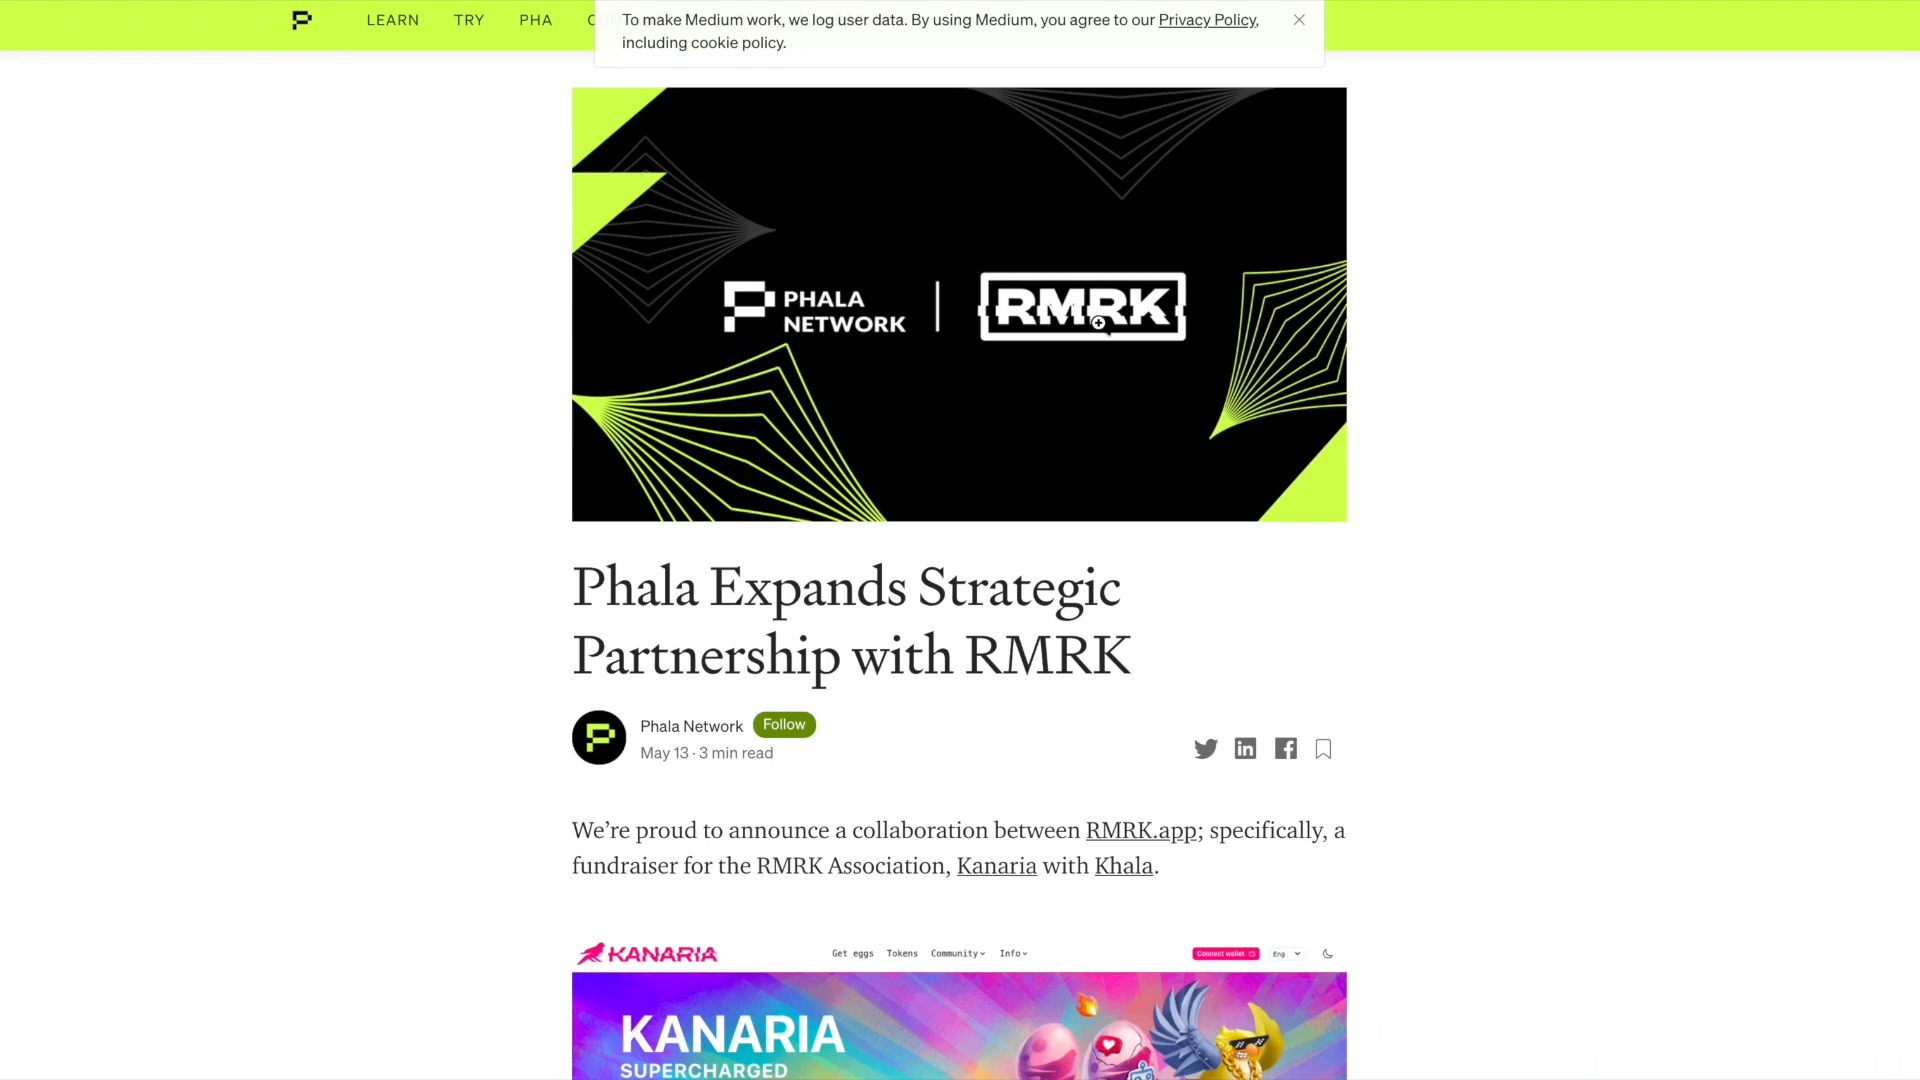 LEARN TRY PHA
To make Medium work, we log user data. By using Medium, you agree to our Privacy Policy,
including cookie policy.
PHALA
NETWORK
RMRK
Phala Expands Strategic
Partnership with RMRK
Phala Network Follow
May 13 · 3 min read
We’re proud to announce a collaboration between RMRK.app; specifically, a
fundraiser for the RMRK Association, Kanaria with Khala.
KANARIA Get eggs Tokens Community Info Connect wallet Eng
KANARIA
SUPERCHARGED